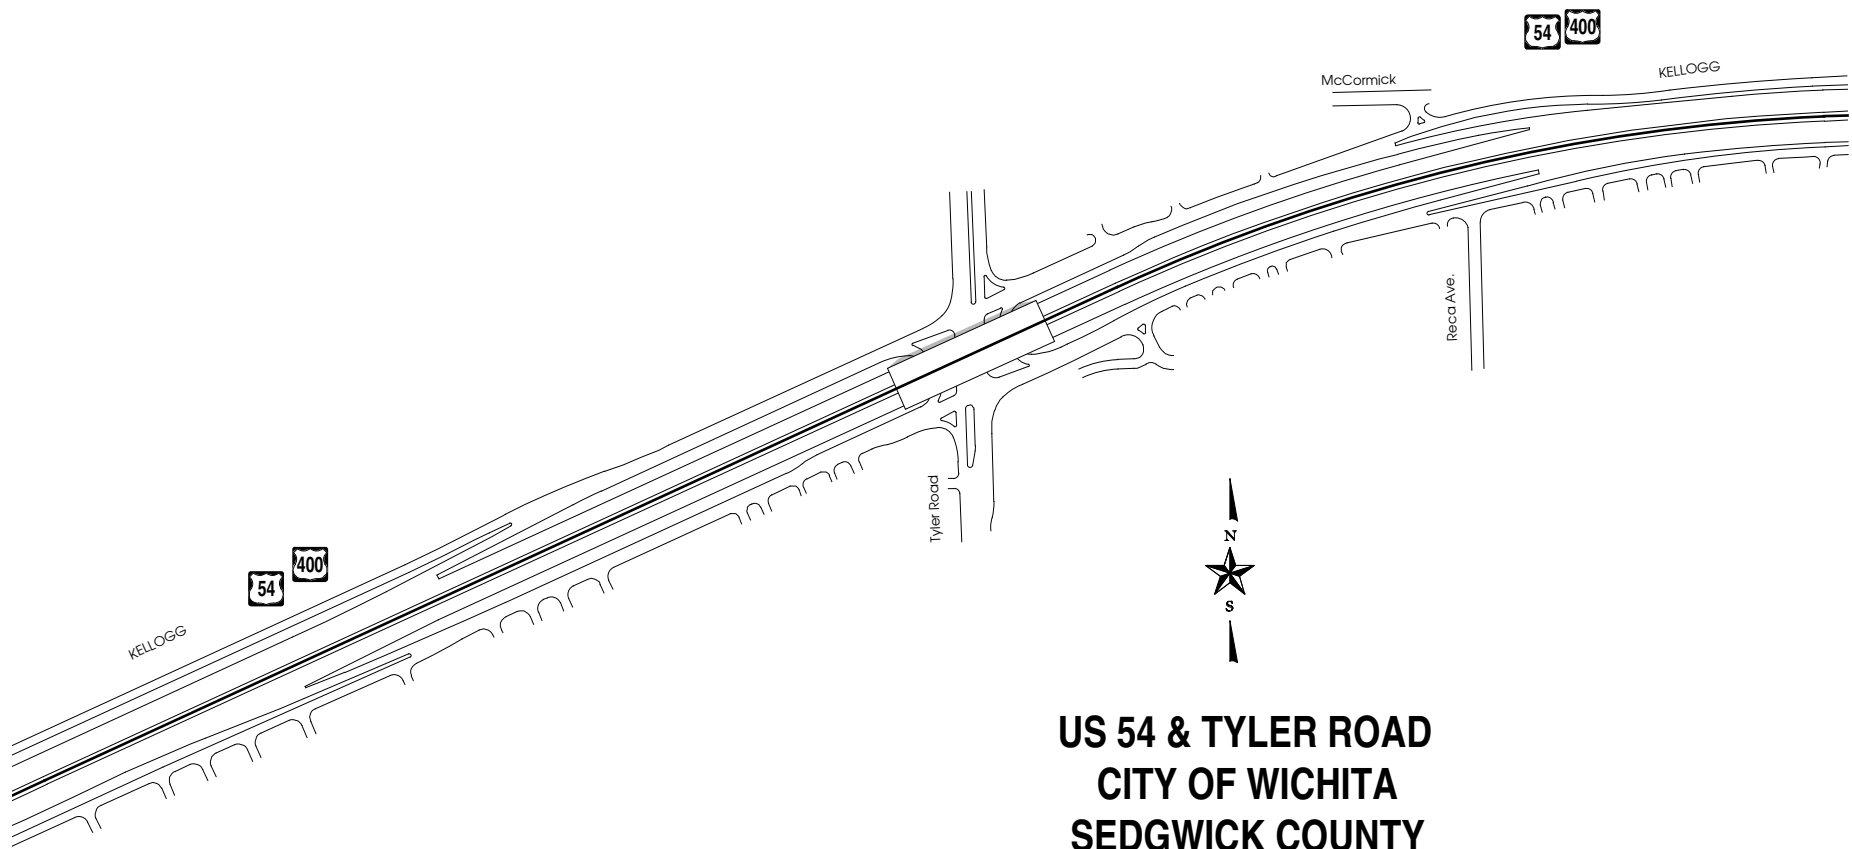 54
400
KELLOGG
McCormick
Reca Ave.
Tyler Road
N
S
400
54
KELLOGG
US 54 & TYLER ROAD
CITY OF WICHITA
SEDGWICK COUNTY